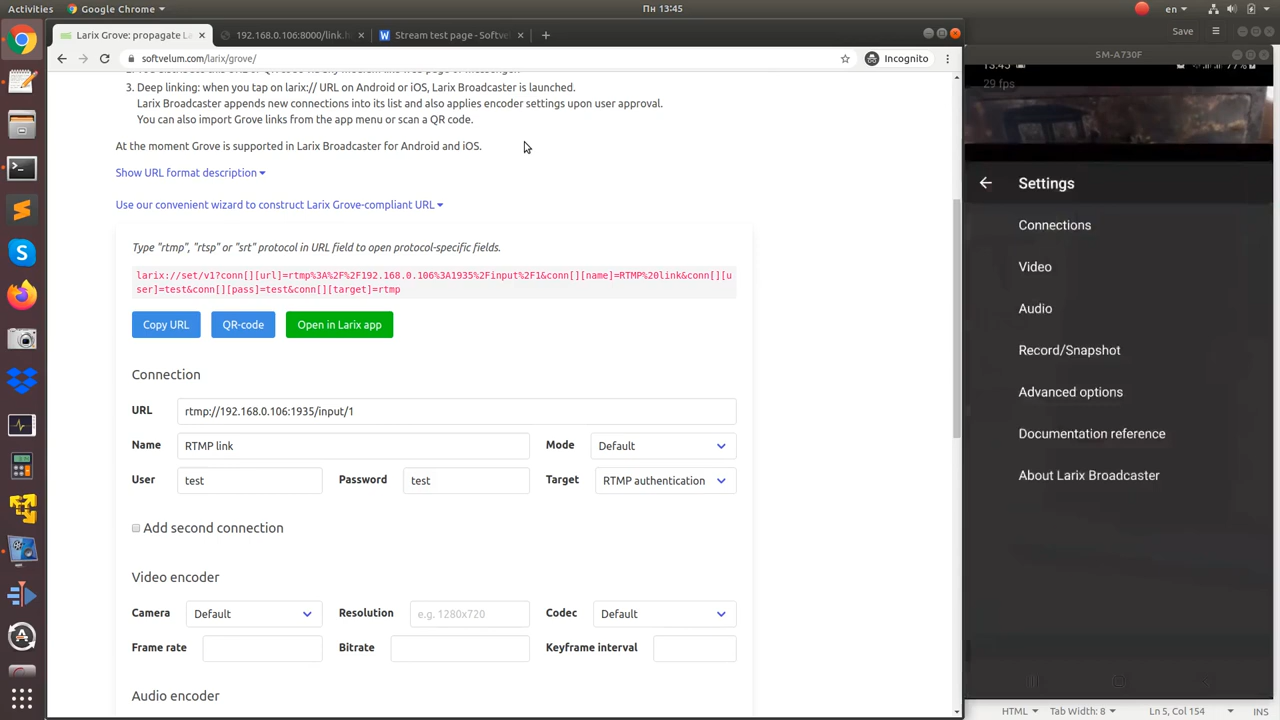 Activities
Google Chrome
Пн 13:45
en
Larix Grove: propagate L
192.168.0.106:8000/link.h
Stream test page - Softvel
Save
softvelum.com/larix/grove/
Incognito
SM-A730F
13:45
77%
29 fps
3. Deep linking: when you tap on larix:// URL on Android or iOS, Larix Broadcaster is launched.
Larix Broadcaster appends new connections into its list and also applies encoder settings upon user approval.
You can also import Grove links from the app menu or scan a QR code.
At the moment Grove is supported in Larix Broadcaster for Android and iOS.
Show URL format description
Use our convenient wizard to construct Larix Grove-compliant URL
Type "rtmp", "rtsp" or "srt" protocol in URL field to open protocol-specific fields.
larix://set/v1?conn[][url]=rtmp%3A%2F%2F192.168.0.106%3A1935%2Finput%2F1&conn[][name]=RTMP%20link&conn[][u
ser]=test&conn[][pass]=test&conn[][target]=rtmp
Copy URL
QR-code
Open in Larix app
Connection
URL
rtmp://192.168.0.106:1935/input/1
Name
RTMP link
Mode
Default
User
test
Password
test
Target
RTMP authentication
Add second connection
Video encoder
Camera
Default
Resolution
e.g. 1280x720
Codec
Default
Frame rate
Bitrate
Keyframe interval
Audio encoder
Settings
Connections
Video
Audio
Record/Snapshot
Advanced options
Documentation reference
About Larix Broadcaster
HTML
Tab Width: 8
Ln 5, Col 154
INS